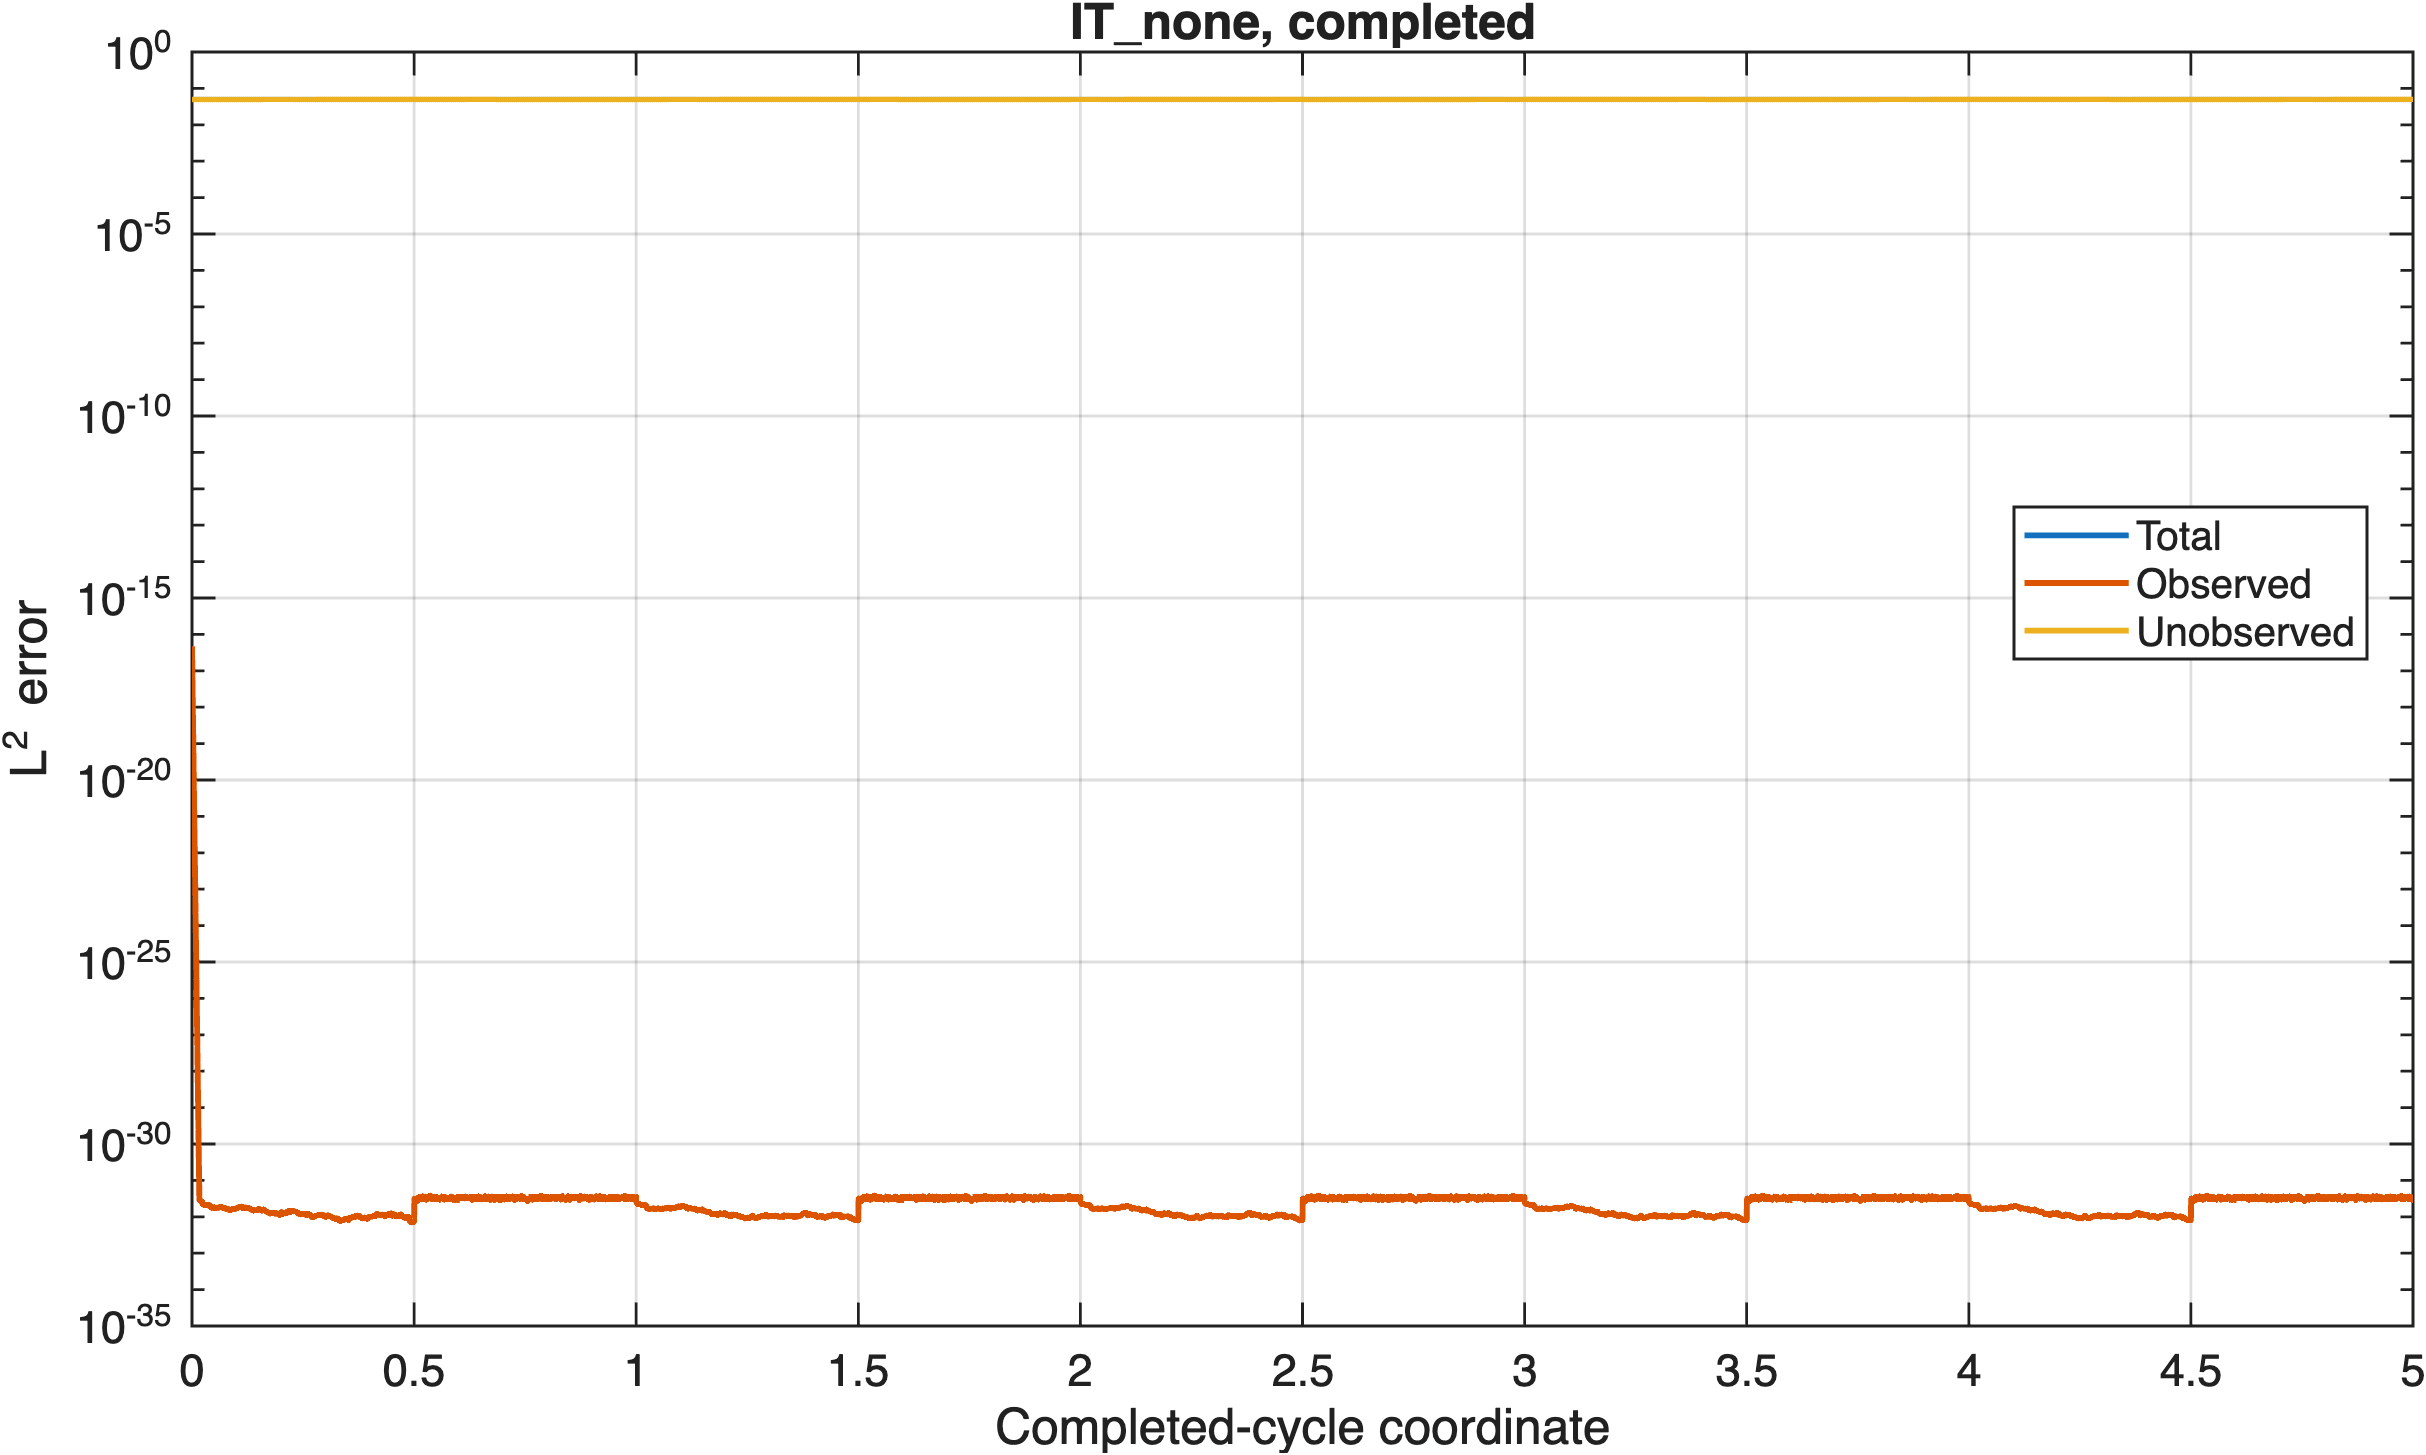 IT_none, completed
10^0
10^-5
10^-10
10^-15
10^-20
10^-25
10^-30
10^-35
L^2 error
Total
Observed
Unobserved
0 0.5 1 1.5 2 2.5 3 3.5 4 4.5 5
Completed-cycle coordinate